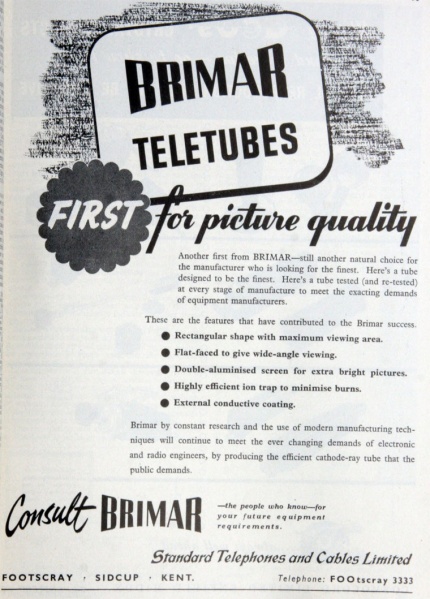 BRIMAR
TELETUBES
FIRST for picture quality
Another first from BRIMAR—still another natural choice for
the manufacturer who is looking for the finest. Here's a tube
designed to be the finest. Here's a tube tested (and re-tested)
at every stage of manufacture to meet the exacting demands
of equipment manufacturers.
These are the features that have contributed to the Brimar success.
● Rectangular shape with maximum viewing area.
● Flat-faced to give wide-angle viewing.
● Double-aluminised screen for extra bright pictures.
● Highly efficient ion trap to minimise burns.
● External conductive coating.
Brimar by constant research and the use of modern manufacturing tech-
niques will continue to meet the ever changing demands of electronic
and radio engineers, by producing the efficient cathode-ray tube that the
public demands.
Consult BRIMAR
—the people who know—for
your future equipment
requirements.
Standard Telephones and Cables Limited
FOOTSCRAY · SIDCUP · KENT. Telephone: FOOtscray 3333